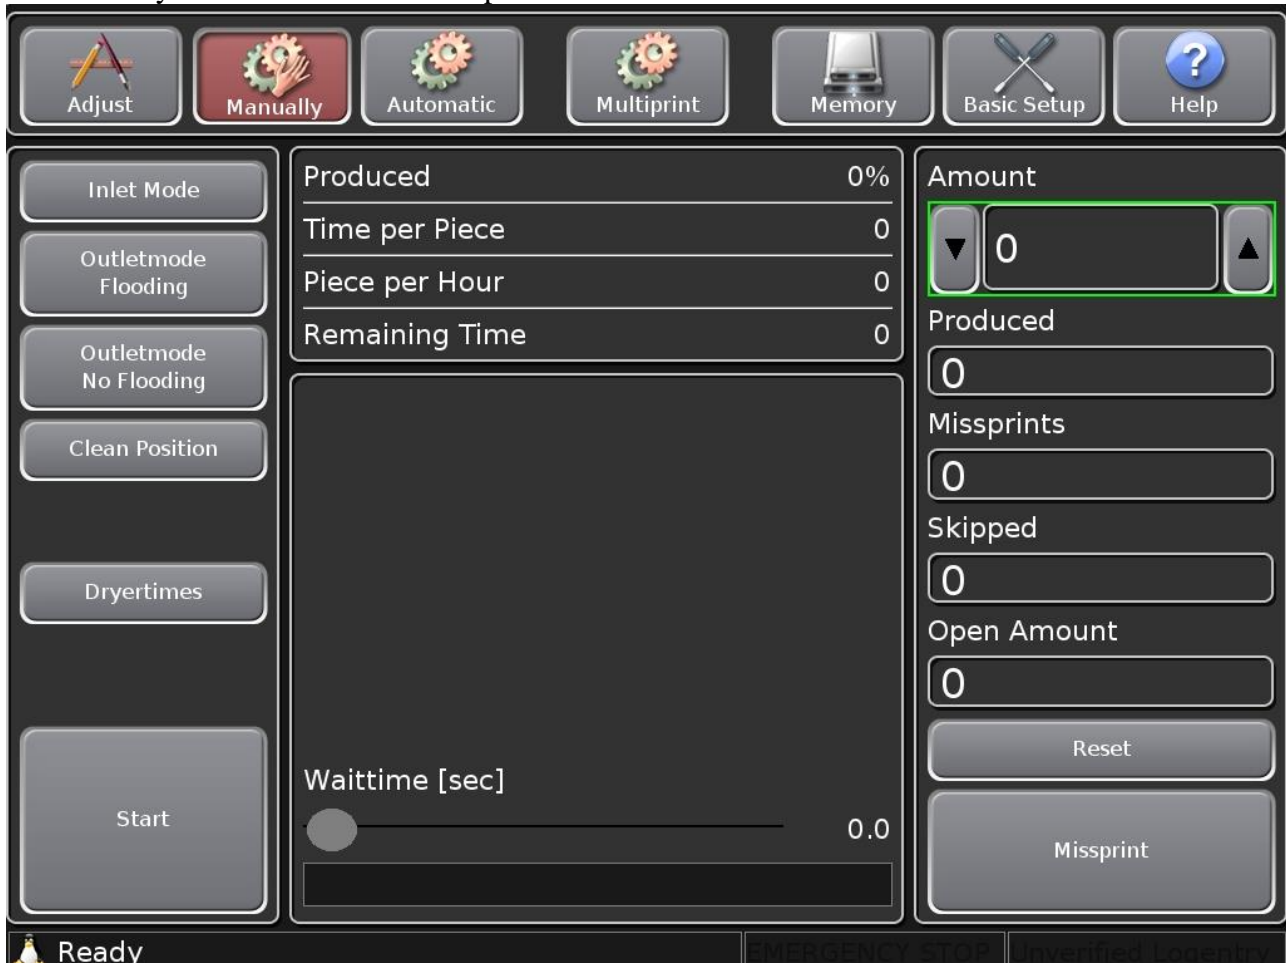 Adjust
Manually
Automatic
Multiprint
Memory
Basic Setup
Help
Inlet Mode
Outletmode
Flooding
Outletmode
No Flooding
Clean Position
Dryertimes
Start
Produced 0%
Time per Piece 0
Piece per Hour 0
Remaining Time 0
Waittime [sec]
0.0
Amount
0
Produced
0
Missprints
0
Skipped
0
Open Amount
0
Reset
Missprint
Ready
EMERGENCY STOP
Unverified Logentry